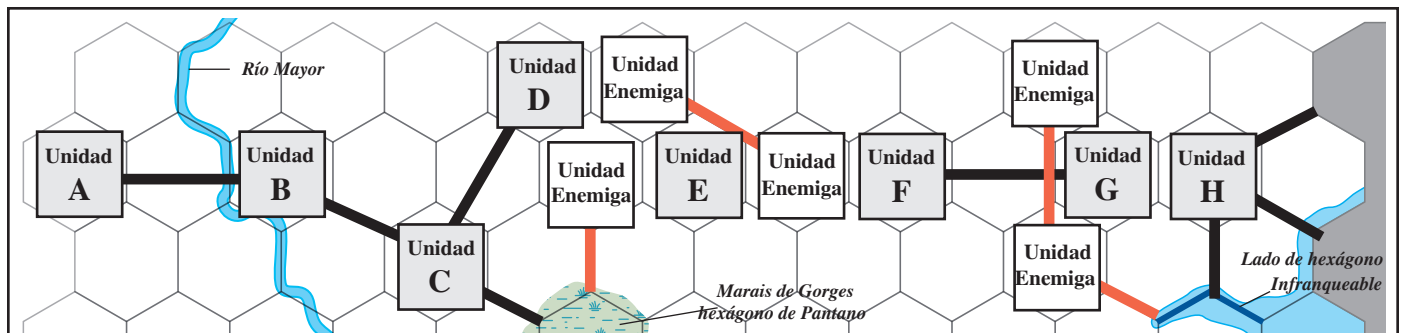 Río Mayor
Unidad
A
Unidad
B
Unidad
C
Unidad
D
Unidad
Enemiga
Unidad
Enemiga
Unidad
E
Unidad
Enemiga
Unidad
F
Unidad
Enemiga
Unidad
G
Unidad
H
Unidad
Enemiga
Marais de Gorges
hexágono de Pantano
Lado de hexágono
Infranqueable